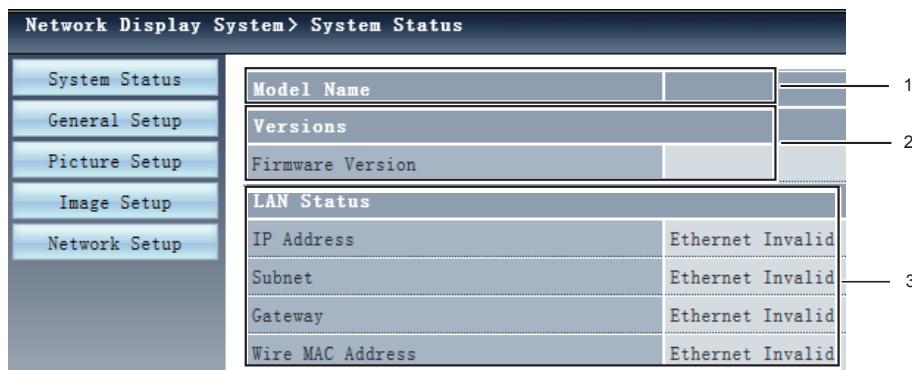 Network Display System> System Status
System Status
General Setup
Picture Setup
Image Setup
Network Setup
Model Name
1
Versions
2
Firmware Version
LAN Status
IP Address Ethernet Invalid
Subnet Ethernet Invalid
3
Gateway Ethernet Invalid
Wire MAC Address Ethernet Invalid